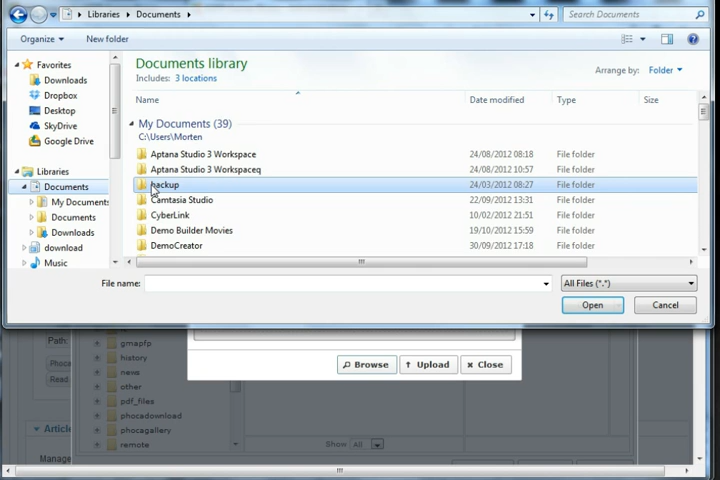 Libraries ▸ Documents ▸
Search Documents
Organize
New folder
Favorites
Downloads
Dropbox
Desktop
SkyDrive
Google Drive
Libraries
Documents
My Documents
Documents
Downloads
download
Music
Documents library
Includes: 3 locations
Arrange by: Folder
Name
Date modified
Type
Size
My Documents (39)
C:\Users\Morten
Aptana Studio 3 Workspace 24/08/2012 08:18 File folder
Aptana Studio 3 Workspaceq 24/08/2012 10:57 File folder
backup 24/03/2012 08:27 File folder
Camtasia Studio 22/09/2012 13:31 File folder
CyberLink 10/02/2012 21:51 File folder
Demo Builder Movies 19/10/2012 15:59 File folder
DemoCreator 30/09/2012 17:18 File folder
File name:
All Files (*.*)
Open
Cancel
Path:
Phoca
Read
Article
Manage
gmapfp
history
news
other
pdf_files
phocadownload
phocagallery
remote
Browse
Upload
Close
Show All